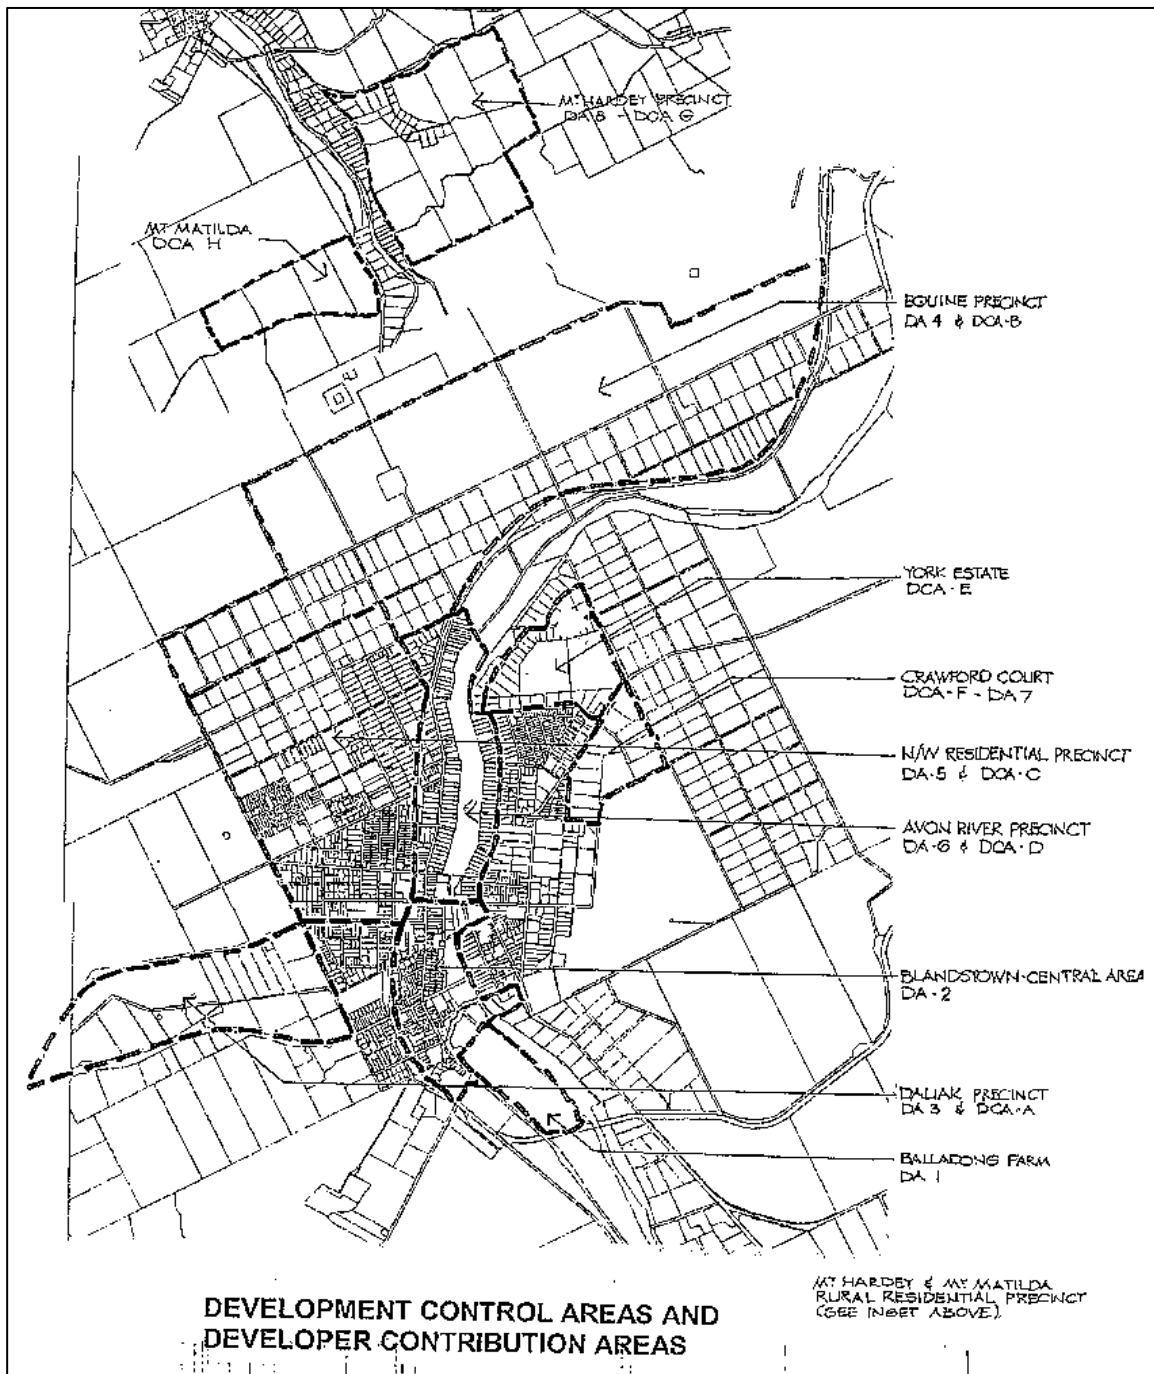 MT HARDEY PRECINCT
DA 8 - DCA G
MT MATILDA
DCA H
EQUINE PRECINCT
DA 4 & DCA-B
YORK ESTATE
DCA - E
CRAWFORD COURT
DCA - F - DA 7
N/W RESIDENTIAL PRECINCT
DA-5 & DCA-C
AVON RIVER PRECINCT
DA-6 & DCA-D
BLANDSTOWN-CENTRAL AREA
DA-2
DALIAK PRECINCT
DA 3 & DCA-A
BALLADONG FARM
DA 1
MT HARDEY & MT MATILDA
RURAL RESIDENTIAL PRECINCT
(SEE INSET ABOVE)
DEVELOPMENT CONTROL AREAS AND
DEVELOPER CONTRIBUTION AREAS